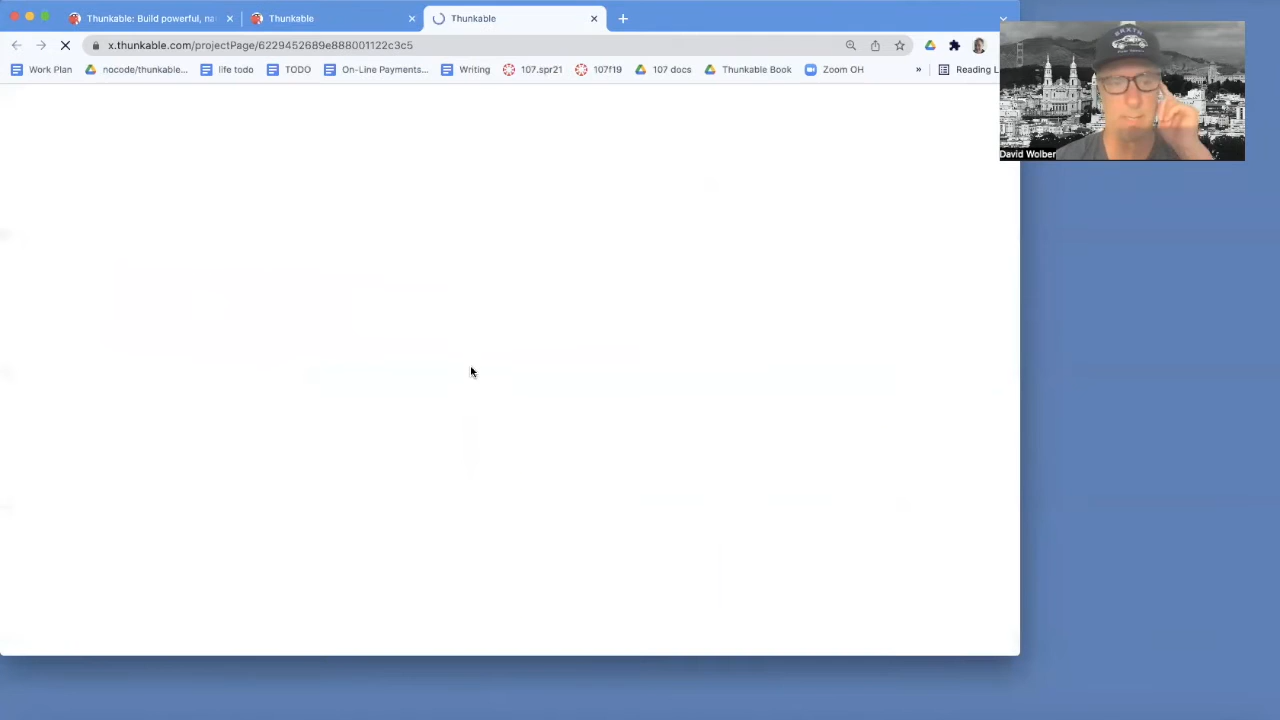 Thunkable: Build powerful, na
Thunkable
Thunkable
x.thunkable.com/projectPage/6229452689e888001122c3c5
Work Plan
nocode/thunkable...
life todo
TODO
On-Line Payments...
Writing
107.spr21
107f19
107 docs
Thunkable Book
Zoom OH
»
Reading L
David Wolber